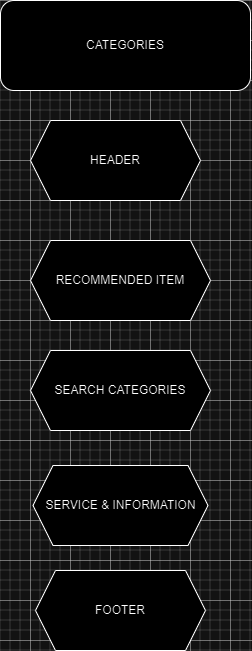 CATEGORIES
HEADER
RECOMMENDED ITEM
SEARCH CATEGORIES
SERVICE & INFORMATION
FOOTER